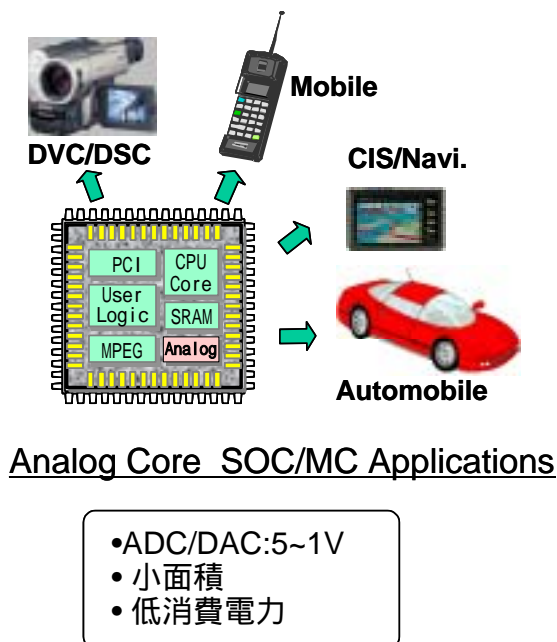 Mobile
DVC/DSC
CIS/Navi.
PCI
CPU
Core
User
Logic
SRAM
MPEG
Analog
Automobile
Analog Core SOC/MC Applications
•ADC/DAC:5~1V
• 小面積
• 低消費電力